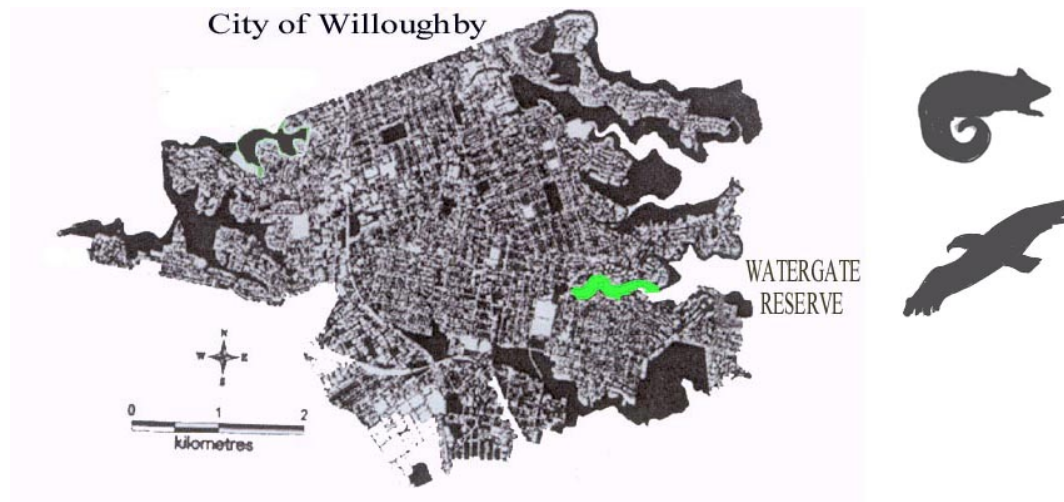 City of Willoughby
WATERGATE
RESERVE
N
W E
S
0 1 2
kilometres